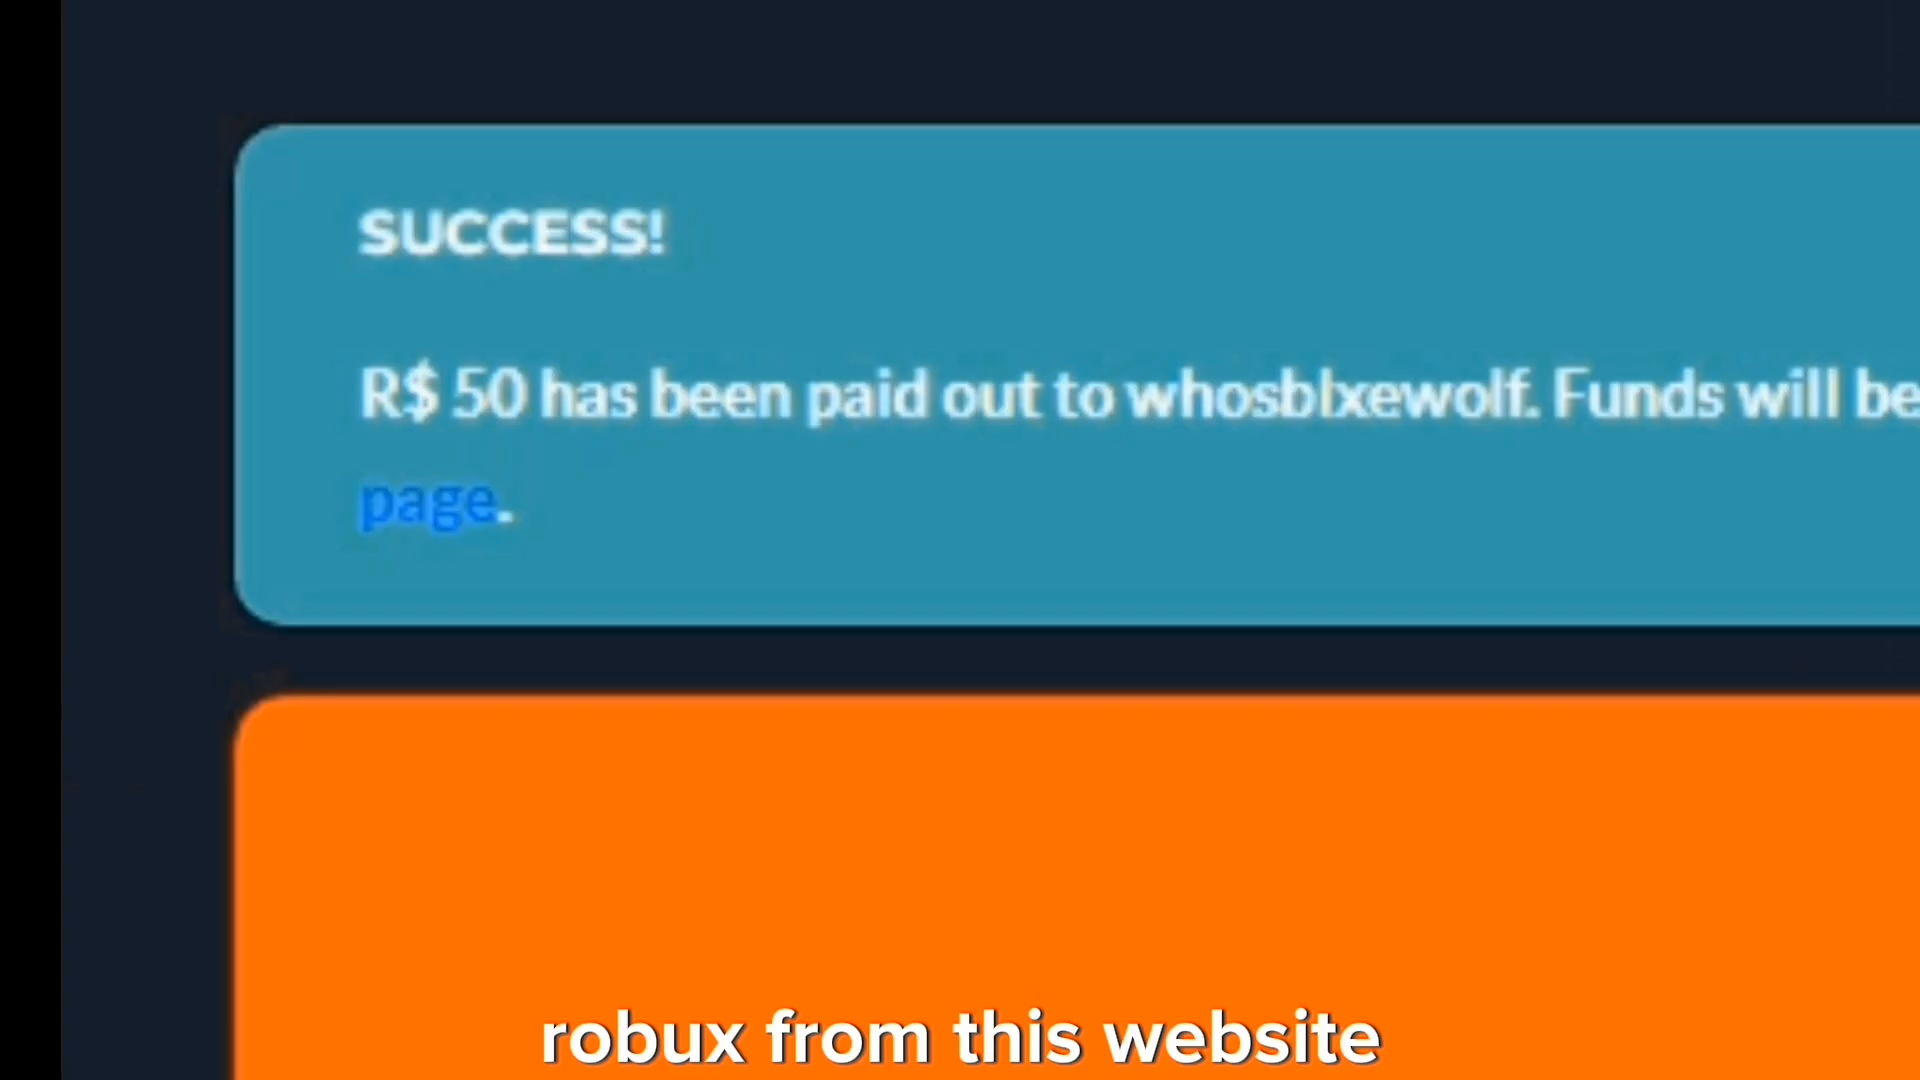 SUCCESS!
R$ 50 has been paid out to whosblxewolf. Funds will be
page.
robux from this website